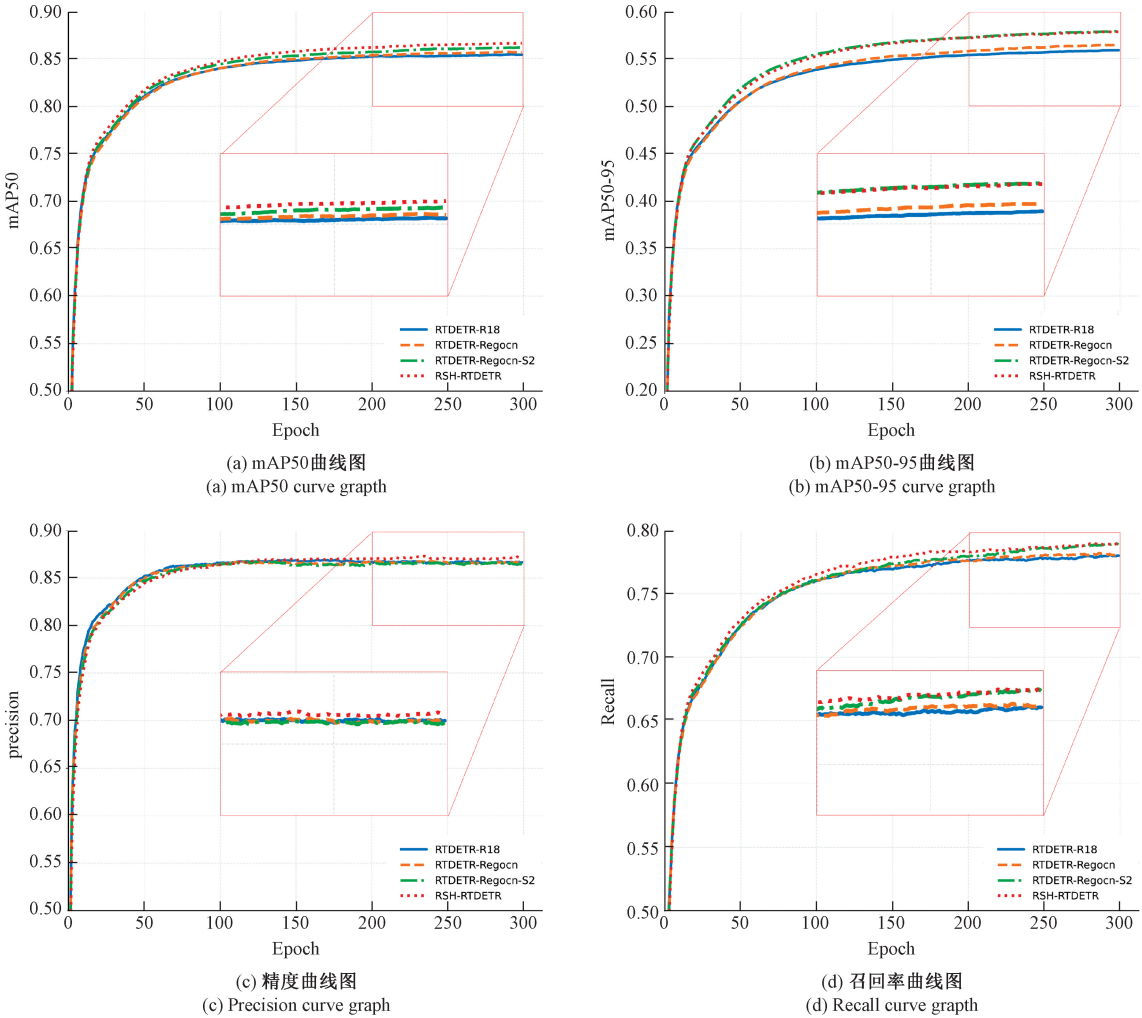 0.90
0.85
0.80
0.75
0.70
0.65
0.60
0.55
0.50
mAP50
0
50
100
150
200
250
300
Epoch
RTDETR-R18
RTDETR-Regocn
RTDETR-Regocn-S2
RSH-RTDETR
(a) mAP50曲线图
(a) mAP50 curve grapth
0.60
0.55
0.50
0.45
0.40
0.35
0.30
0.25
0.20
mAP50-95
0
50
100
150
200
250
300
Epoch
RTDETR-R18
RTDETR-Regocn
RTDETR-Regocn-S2
RSH-RTDETR
(b) mAP50-95曲线图
(b) mAP50-95 curve grapth
0.90
0.85
0.80
0.75
0.70
0.65
0.60
0.55
0.50
precision
0
50
100
150
200
250
300
Epoch
RTDETR-R18
RTDETR-Regocn
RTDETR-Regocn-S2
RSH-RTDETR
(c) 精度曲线图
(c) Precision curve graph
0.80
0.75
0.70
0.65
0.60
0.55
0.50
Recall
0
50
100
150
200
250
300
Epoch
RTDETR-R18
RTDETR-Regocn
RTDETR-Regocn-S2
RSH-RTDETR
(d) 召回率曲线图
(d) Recall curve grapth